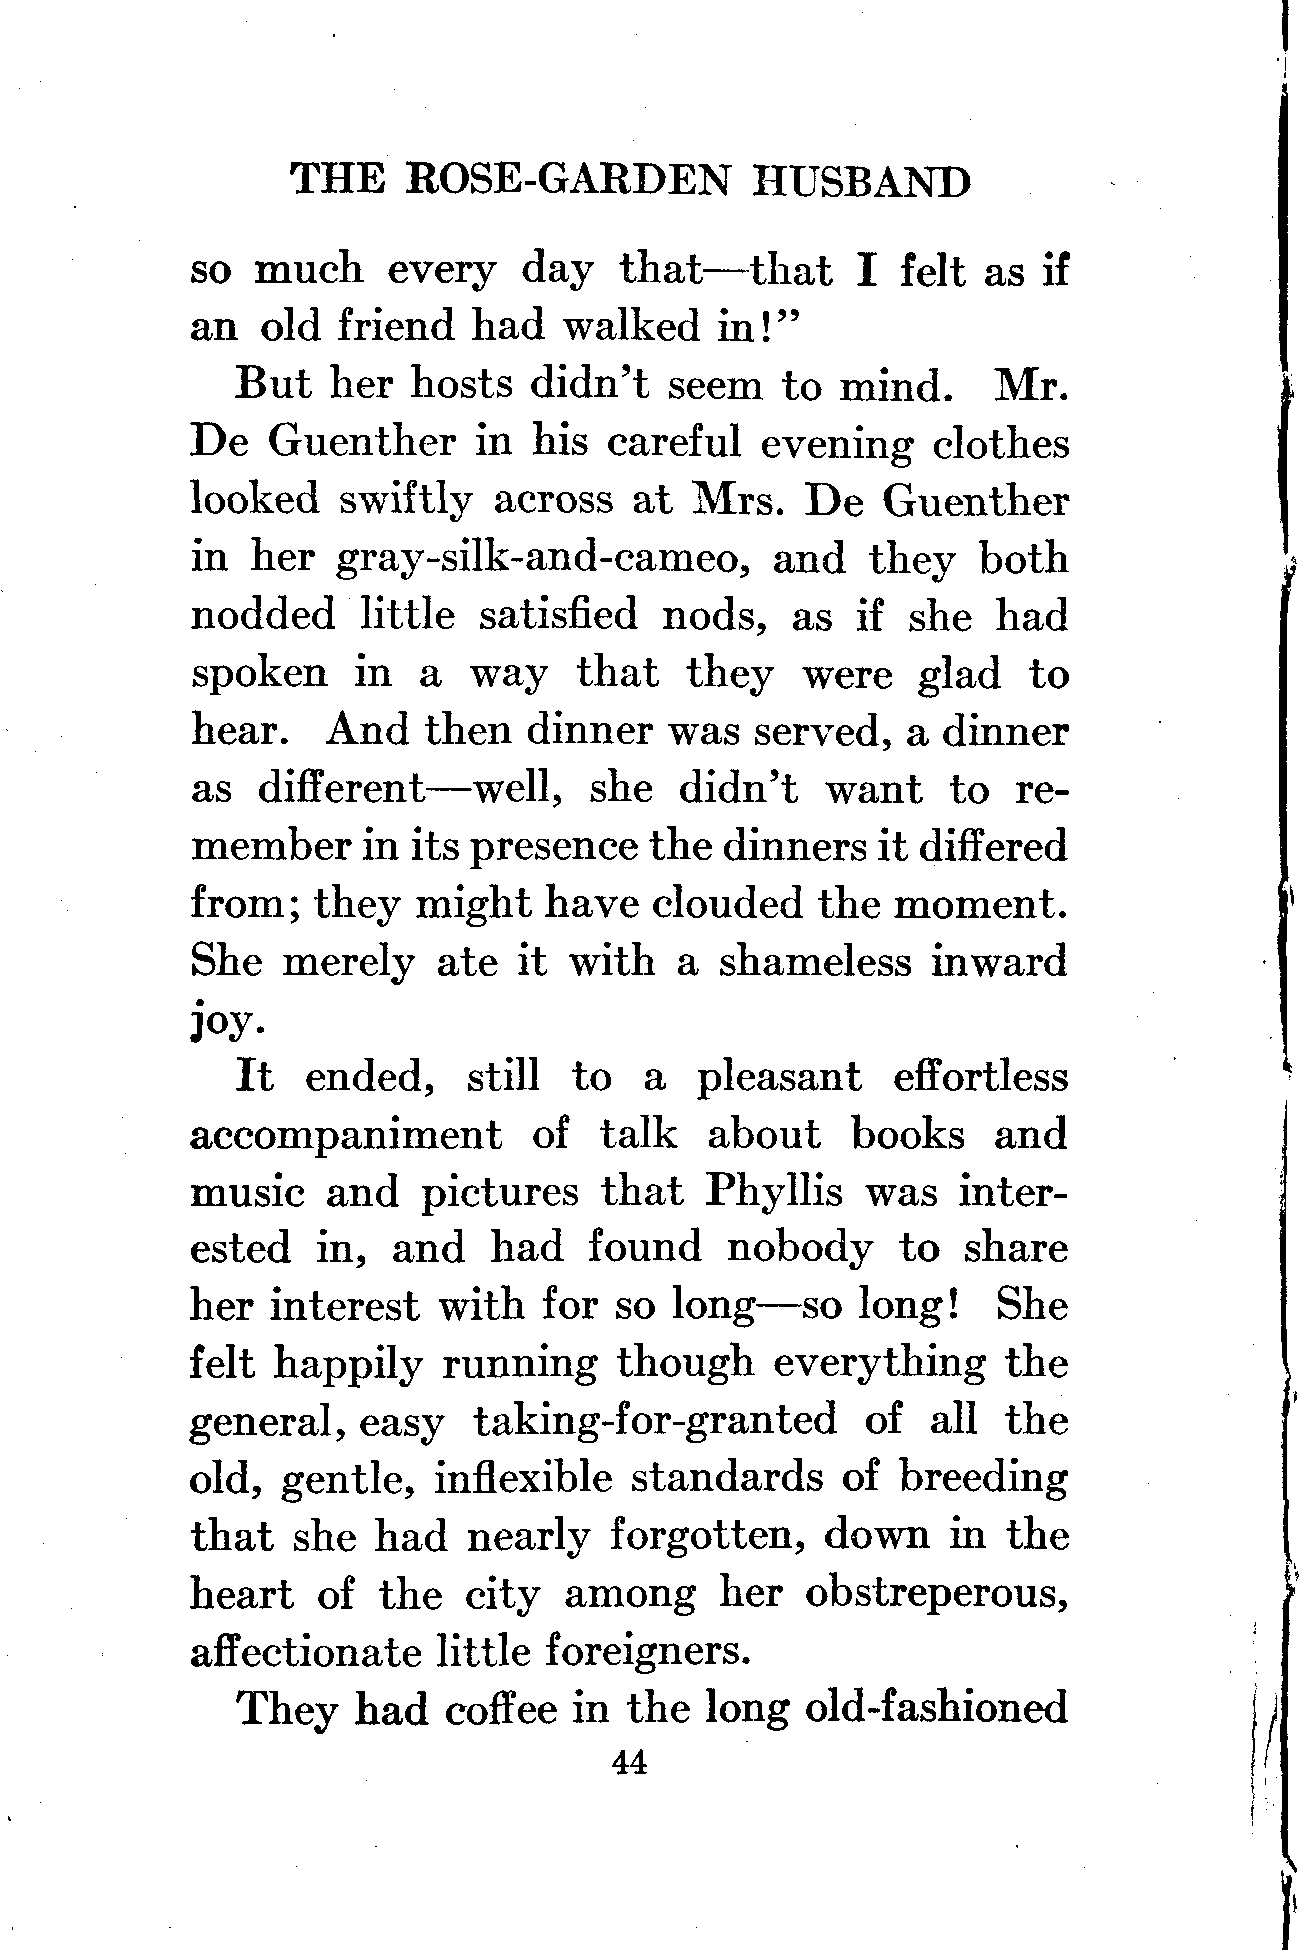 THE ROSE-GARDEN HUSBAND
so much every day that—that I felt as if
an old friend had walked in!”
But her hosts didn’t seem to mind. Mr.
De Guenther in his careful evening clothes
looked swiftly across at Mrs. De Guenther
in her gray-silk-and-cameo, and they both
nodded little satisfied nods, as if she had
spoken in a way that they were glad to
hear. And then dinner was served, a dinner
as different—well, she didn’t want to re-
member in its presence the dinners it differed
from; they might have clouded the moment.
She merely ate it with a shameless inward
joy.
It ended, still to a pleasant effortless
accompaniment of talk about books and
music and pictures that Phyllis was inter-
ested in, and had found nobody to share
her interest with for so long—so long! She
felt happily running though everything the
general, easy taking-for-granted of all the
old, gentle, inflexible standards of breeding
that she had nearly forgotten, down in the
heart of the city among her obstreperous,
affectionate little foreigners.
They had coffee in the long old-fashioned
44